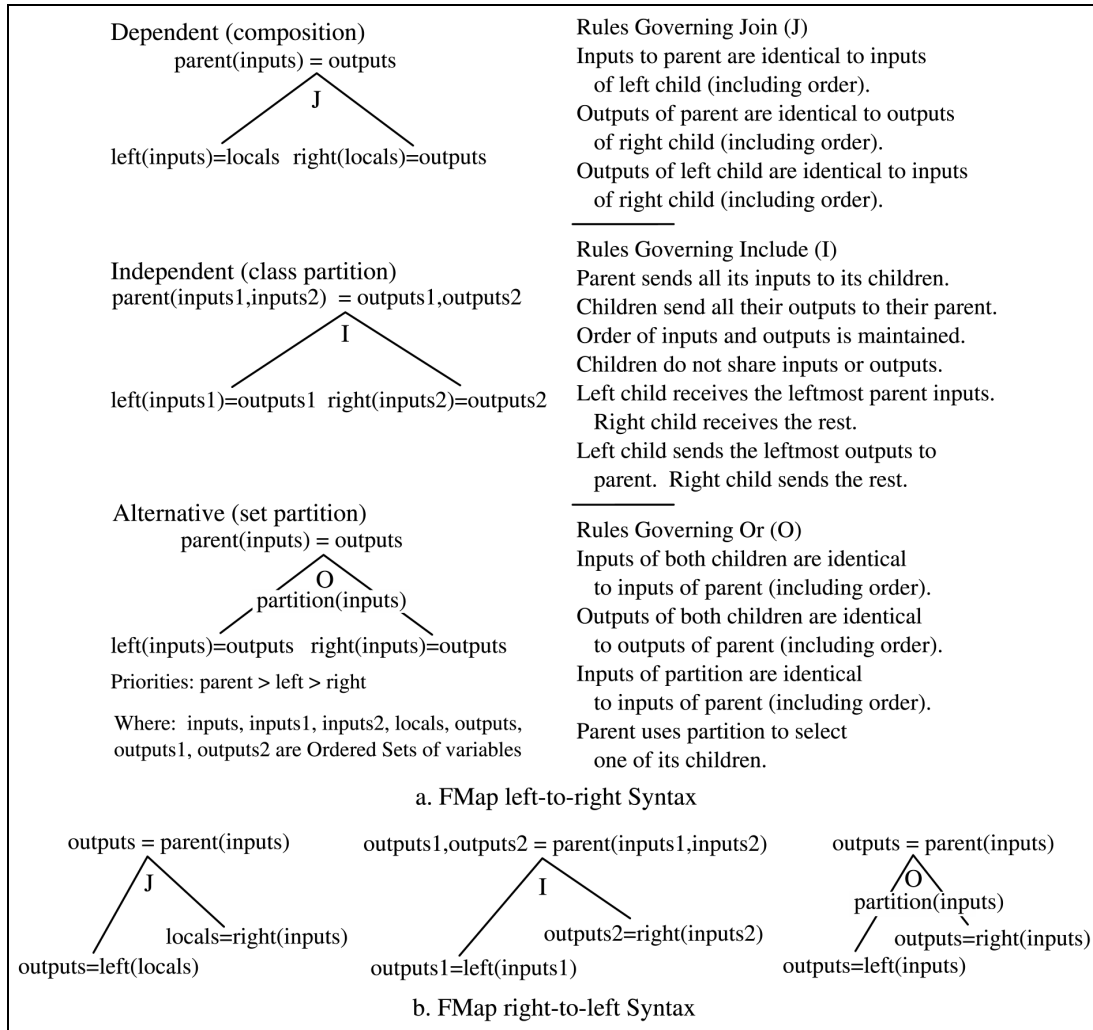 Dependent (composition)
parent(inputs) = outputs
J
left(inputs)=locals right(locals)=outputs
Rules Governing Join (J)
Inputs to parent are identical to inputs
of left child (including order).
Outputs of parent are identical to outputs
of right child (including order).
Outputs of left child are identical to inputs
of right child (including order).
Independent (class partition)
parent(inputs1,inputs2) = outputs1,outputs2
I
left(inputs1)=outputs1 right(inputs2)=outputs2
Rules Governing Include (I)
Parent sends all its inputs to its children.
Children send all their outputs to their parent.
Order of inputs and outputs is maintained.
Children do not share inputs or outputs.
Left child receives the leftmost parent inputs.
Right child receives the rest.
Left child sends the leftmost outputs to
parent. Right child sends the rest.
Alternative (set partition)
parent(inputs) = outputs
O
partition(inputs)
left(inputs)=outputs right(inputs)=outputs
Priorities: parent > left > right
Where: inputs, inputs1, inputs2, locals, outputs,
outputs1, outputs2 are Ordered Sets of variables
Rules Governing Or (O)
Inputs of both children are identical
to inputs of parent (including order).
Outputs of both children are identical
to outputs of parent (including order).
Inputs of partition are identical
to inputs of parent (including order).
Parent uses partition to select
one of its children.
a. FMap left-to-right Syntax
outputs = parent(inputs)
J
locals=right(inputs)
outputs=left(locals)
outputs1,outputs2 = parent(inputs1,inputs2)
I
outputs2=right(inputs2)
outputs1=left(inputs1)
outputs = parent(inputs)
O
partition(inputs)
outputs=right(inputs)
outputs=left(inputs)
b. FMap right-to-left Syntax